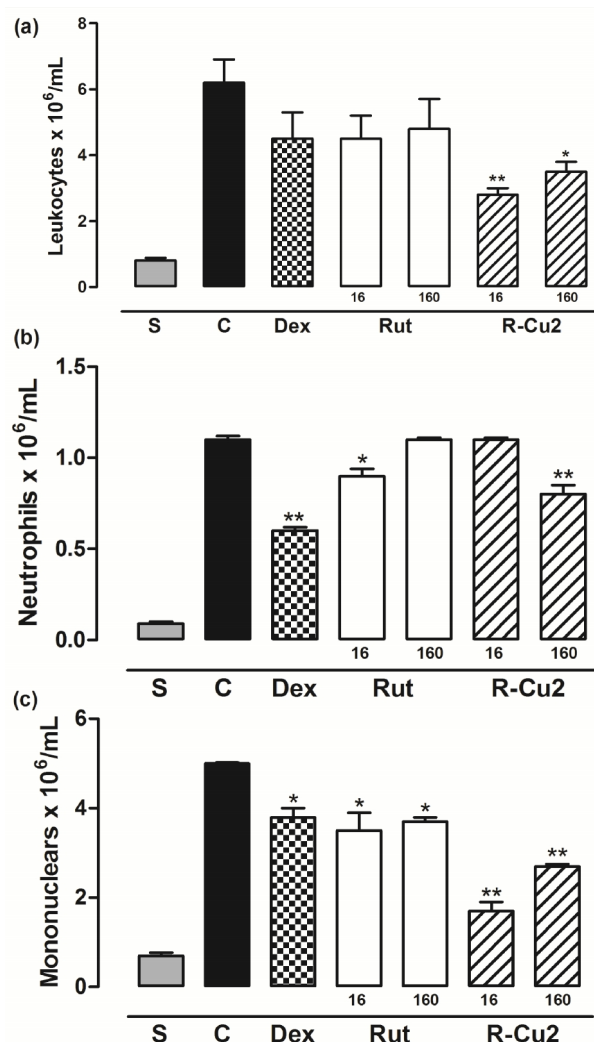 (a)
Leukocytes x 10⁶/mL
8
6
4
2
0
** *
16 160 16 160
S C Dex Rut R-Cu2
(b)
Neutrophils x 10⁶/mL
1.5
1.0
0.5
0.0
** * **
16 160 16 160
S C Dex Rut R-Cu2
(c)
Mononuclears x 10⁶/mL
6
4
2
0
* * * ** **
16 160 16 160
S C Dex Rut R-Cu2